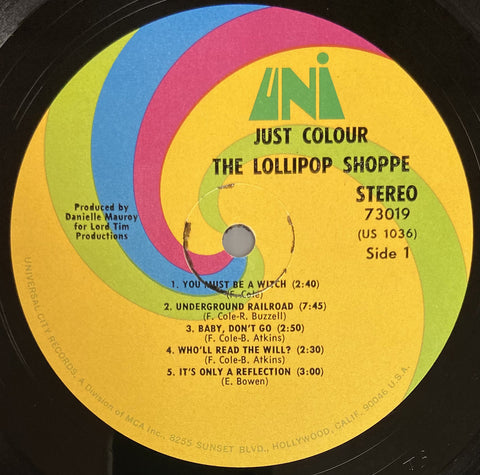 UNI
JUST COLOUR
THE LOLLIPOP SHOPPE
STEREO
73019
(US 1036)
Side 1
Produced by
Danielle Mauroy
for Lord Tim
Productions
1. YOU MUST BE A WITCH (2:40)
(F. Cole)
2. UNDERGROUND RAILROAD (7:45)
(F. Cole-R. Buzzell)
3. BABY, DON'T GO (2:50)
(F. Cole-B. Atkins)
4. WHO'LL READ THE WILL? (2:30)
(F. Cole-B. Atkins)
5. IT'S ONLY A REFLECTION (3:00)
(E. Bowen)
UNIVERSAL CITY RECORDS, A Division of MCA Inc., 8255 SUNSET BLVD., HOLLYWOOD, CALIF. 90046 U.S.A.